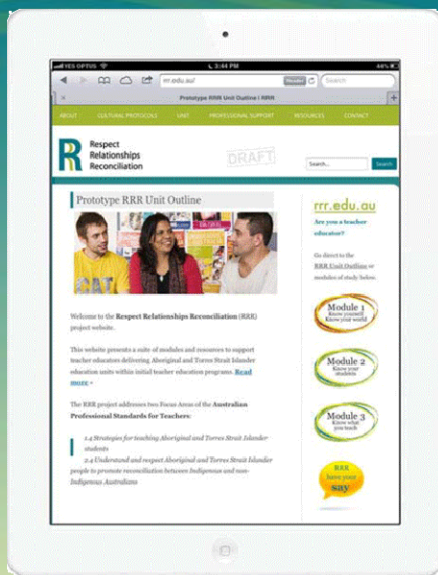 YES OPTUS
3:44 PM
44%
rrr.edu.au/
Reader
Search
Prototype RRR Unit Outline | RRR
ABOUT
CULTURAL PROTOCOLS
UNIT
PROFESSIONAL SUPPORT
RESOURCES
CONTACT
R
Respect
Relationships
Reconciliation
DRAFT
Search...
Search
Prototype RRR Unit Outline
Welcome to the Respect Relationships Reconciliation (RRR)
project website.
This website presents a suite of modules and resources to support
teacher educators delivering Aboriginal and Torres Strait Islander
education units within initial teacher education programs. Read
more »
The RRR project addresses two Focus Areas of the Australian
Professional Standards for Teachers:
1.4 Strategies for teaching Aboriginal and Torres Strait Islander
students
2.4 Understand and respect Aboriginal and Torres Strait Islander
people to promote reconciliation between Indigenous and non-
Indigenous Australians
rrr.edu.au
Are you a teacher
educator?
Go direct to the
RRR Unit Outline or
modules of study below.
Module 1
Know yourself
Know your world
Module 2
Know your
students
Module 3
Know what
you teach
RRR
have your
say